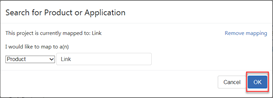 Search for Product or Application
This project is currently mapped to: Link Remove mapping
I would like to map to a(n)
Product Link
Cancel OK